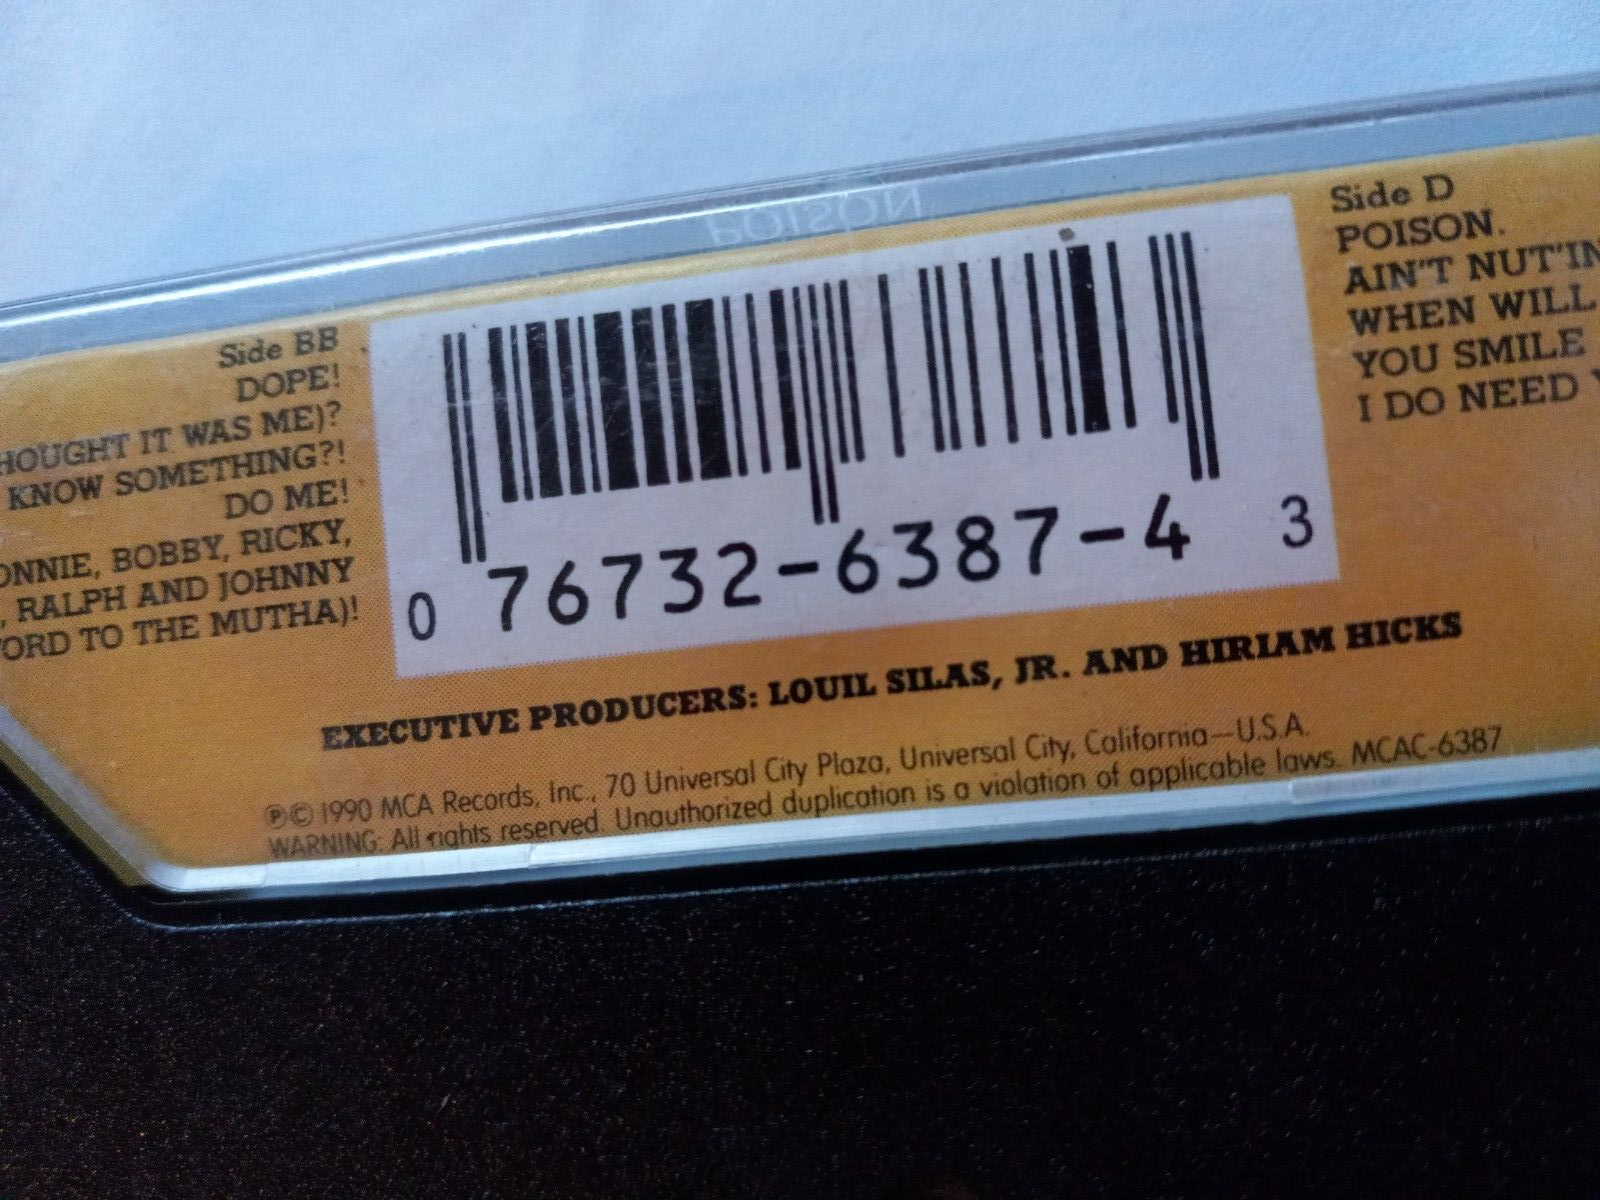 POISON
Side BB
DOPE!
HOUGHT IT WAS ME)?
KNOW SOMETHING?!
DO ME!
ONNIE, BOBBY, RICKY,
, RALPH AND JOHNNY
ORD TO THE MUTHA)!
0 76732-6387-4 3
Side D
POISON.
AIN'T NUT'IN
WHEN WILL
YOU SMILE
I DO NEED
EXECUTIVE PRODUCERS: LOUIL SILAS, JR. AND HIRIAM HICKS
℗© 1990 MCA Records, Inc., 70 Universal City Plaza, Universal City, California—U.S.A.
WARNING: All rights reserved. Unauthorized duplication is a violation of applicable laws. MCAC-6387